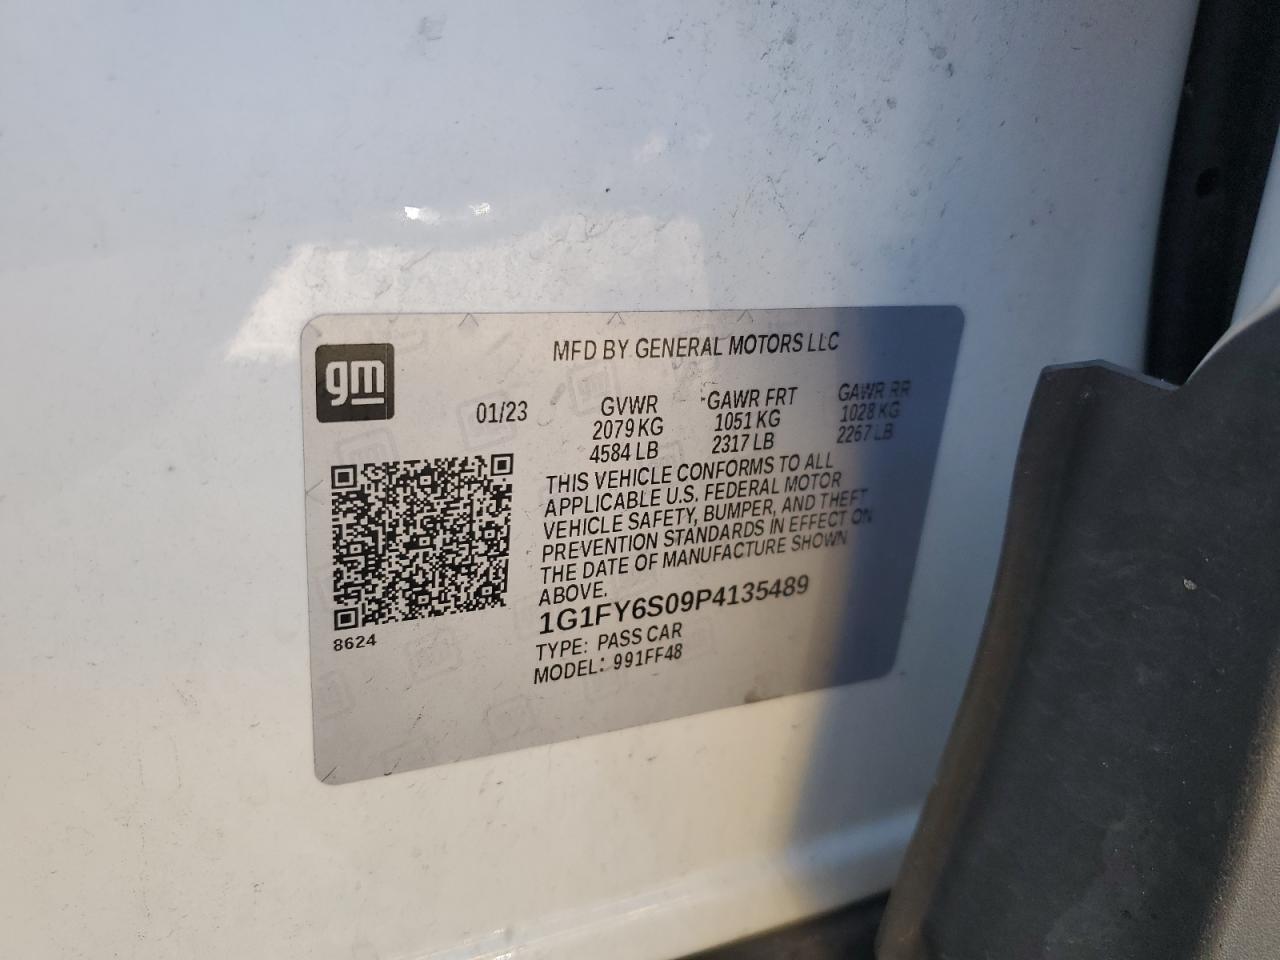 gm
MFD BY GENERAL MOTORS LLC
01/23 GVWR GAWR FRT GAWR RR
2079 KG 1051 KG 1028 KG
4584 LB 2317 LB 2267 LB
THIS VEHICLE CONFORMS TO ALL
APPLICABLE U.S. FEDERAL MOTOR
VEHICLE SAFETY, BUMPER, AND THEFT
PREVENTION STANDARDS IN EFFECT ON
THE DATE OF MANUFACTURE SHOWN
ABOVE.
1G1FY6S09P4135489
TYPE: PASS CAR
MODEL: 991FF48
8624